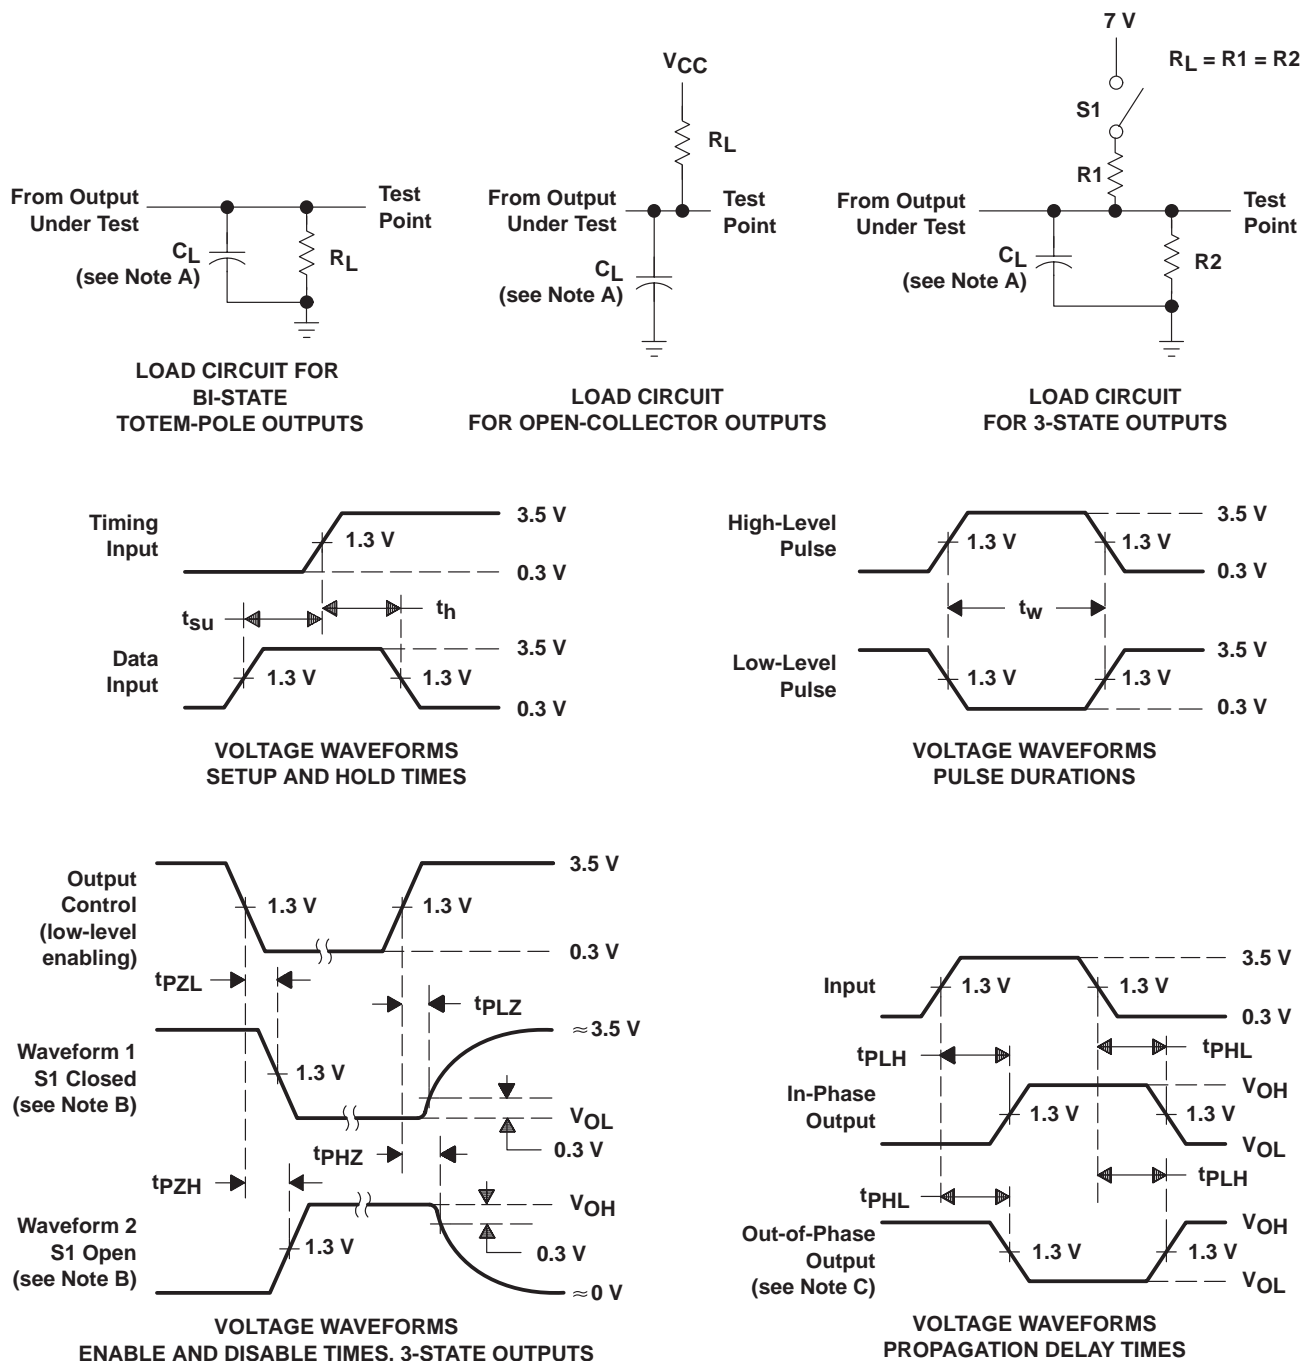 7 V
RL = R1 = R2
VCC
S1
RL
R1
From Output
Under Test
Test
Point
CL
(see Note A)
RL
From Output
Under Test
Test
Point
CL
(see Note A)
From Output
Under Test
Test
Point
CL
(see Note A)
R2
LOAD CIRCUIT FOR
BI-STATE
TOTEM-POLE OUTPUTS
LOAD CIRCUIT
FOR OPEN-COLLECTOR OUTPUTS
LOAD CIRCUIT
FOR 3-STATE OUTPUTS
Timing
Input
1.3 V
3.5 V
0.3 V
tsu
th
Data
Input
1.3 V
1.3 V
3.5 V
0.3 V
VOLTAGE WAVEFORMS
SETUP AND HOLD TIMES
High-Level
Pulse
1.3 V
1.3 V
3.5 V
0.3 V
tw
Low-Level
Pulse
1.3 V
1.3 V
3.5 V
0.3 V
VOLTAGE WAVEFORMS
PULSE DURATIONS
Output
Control
(low-level
enabling)
1.3 V
1.3 V
3.5 V
0.3 V
tPZL
tPLZ
Waveform 1
S1 Closed
(see Note B)
1.3 V
≈ 3.5 V
VOL
0.3 V
tPHZ
tPZH
Waveform 2
S1 Open
(see Note B)
1.3 V
VOH
0.3 V
≈ 0 V
VOLTAGE WAVEFORMS
ENABLE AND DISABLE TIMES, 3-STATE OUTPUTS
Input
1.3 V
1.3 V
3.5 V
0.3 V
tPLH
tPHL
In-Phase
Output
1.3 V
1.3 V
VOH
VOL
tPHL
tPLH
Out-of-Phase
Output
(see Note C)
1.3 V
1.3 V
VOH
VOL
VOLTAGE WAVEFORMS
PROPAGATION DELAY TIMES